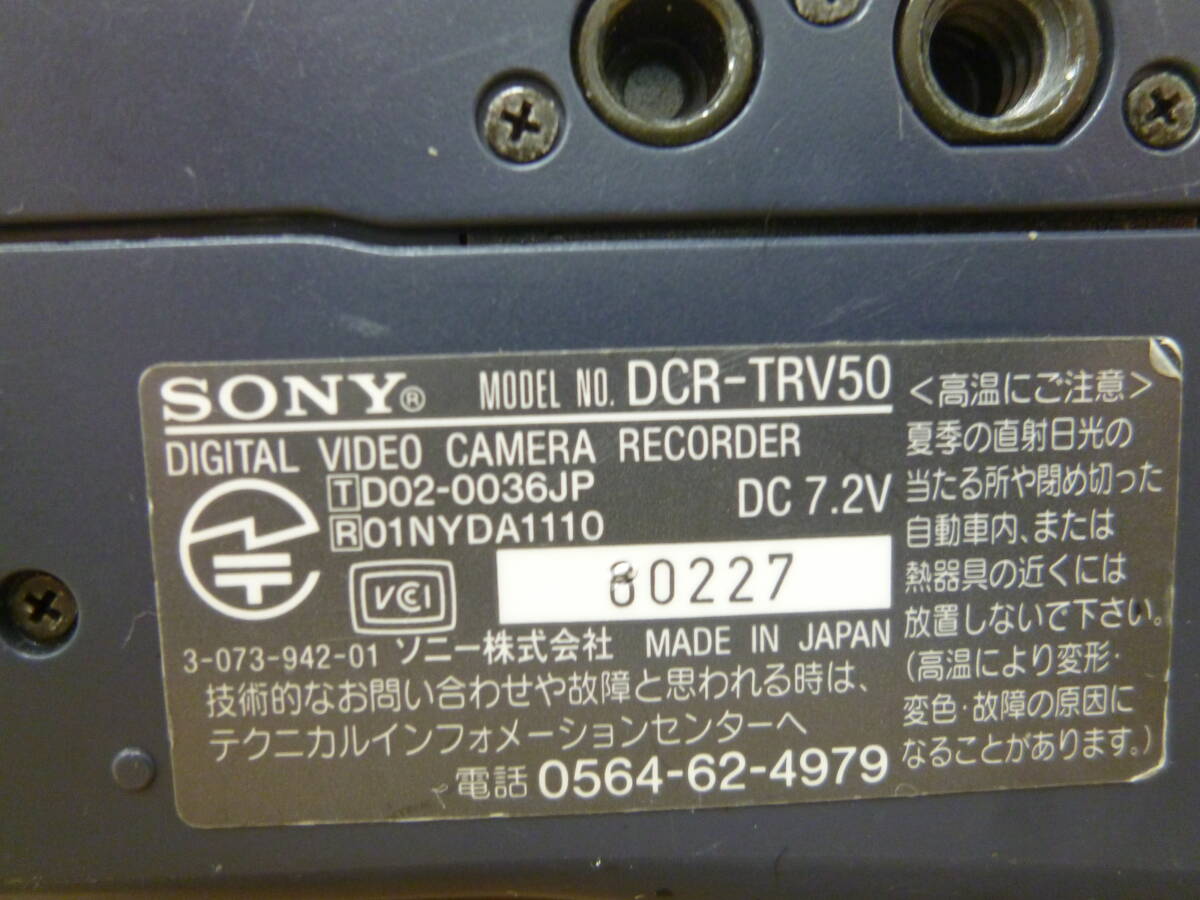 SONY® MODEL NO. DCR-TRV50
DIGITAL VIDEO CAMERA RECORDER
T D02-0036JP
R 01NYDA1110
DC 7.2V
VCCI
80227
3-073-942-01 ソニー株式会社 MADE IN JAPAN
技術的なお問い合わせや故障と思われる時は、
テクニカルインフォメーションセンターへ
電話 0564-62-4979
<高温にご注意>
夏季の直射日光の
当たる所や閉め切った
自動車内、または
熱器具の近くには
放置しないで下さい。
(高温により変形・
変色・故障の原因に
なることがあります。)